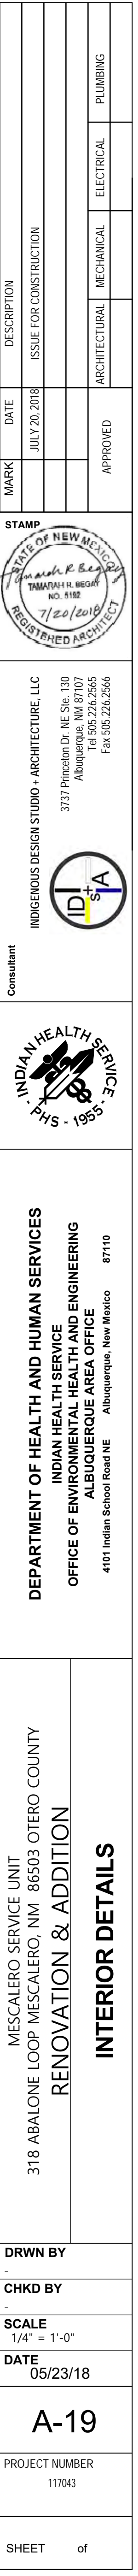 MARK DATE DESCRIPTION
JULY 20, 2018 ISSUE FOR CONSTRUCTION
ARCHITECTURAL MECHANICAL ELECTRICAL PLUMBING
APPROVED
STAMP
STATE OF NEW MEXICO
TAMARAH R. BEGAY
NO. 5192
7/20/2018
REGISTERED ARCHITECT
Consultant
INDIGENOUS DESIGN STUDIO + ARCHITECTURE, LLC
3737 Princeton Dr. NE Ste. 130
Albuquerque, NM 87107
Tel 505.226.2565
Fax 505.226.2566
ID
s+A
INDIAN HEALTH SERVICE
- PHS - 1955 -
DEPARTMENT OF HEALTH AND HUMAN SERVICES
INDIAN HEALTH SERVICE
OFFICE OF ENVIRONMENTAL HEALTH AND ENGINEERING
ALBUQUERQUE AREA OFFICE
4101 Indian School Road NE Albuquerque, New Mexico 87110
MESCALERO SERVICE UNIT
318 ABALONE LOOP MESCALERO, NM 86503 OTERO COUNTY
RENOVATION & ADDITION
INTERIOR DETAILS
DRWN BY
-
CHKD BY
-
SCALE
1/4" = 1'-0"
DATE
05/23/18
A-19
PROJECT NUMBER
117043
SHEET of